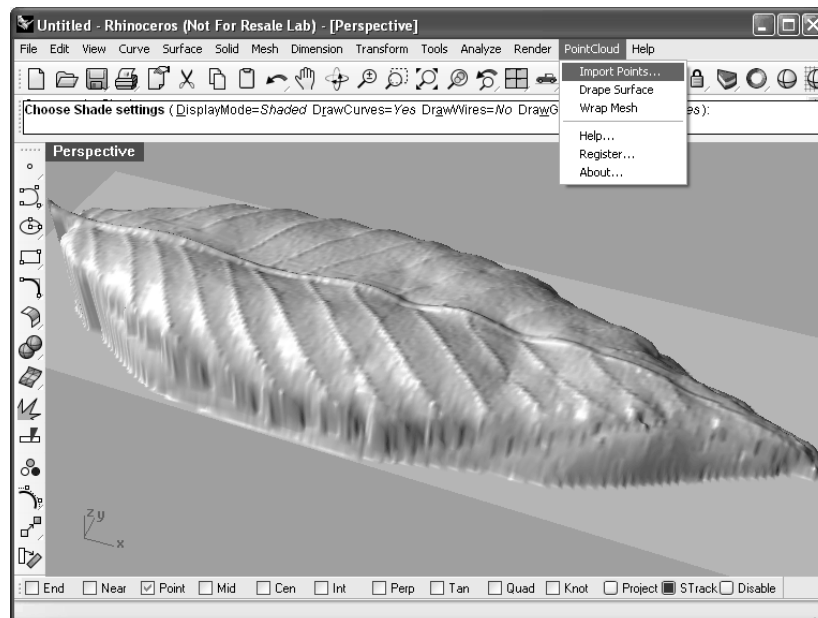 Untitled - Rhinoceros (Not For Resale Lab) - [Perspective]
File Edit View Curve Surface Solid Mesh Dimension Transform Tools Analyze Render PointCloud Help
Import Points...
Drape Surface
Wrap Mesh
Help...
Register...
About...
Choose Shade settings ( DisplayMode=Shaded DrawCurves=Yes DrawWires=No DrawG es):
Perspective
z y
x
End Near Point Mid Cen Int Perp Tan Quad Knot Project STrack Disable